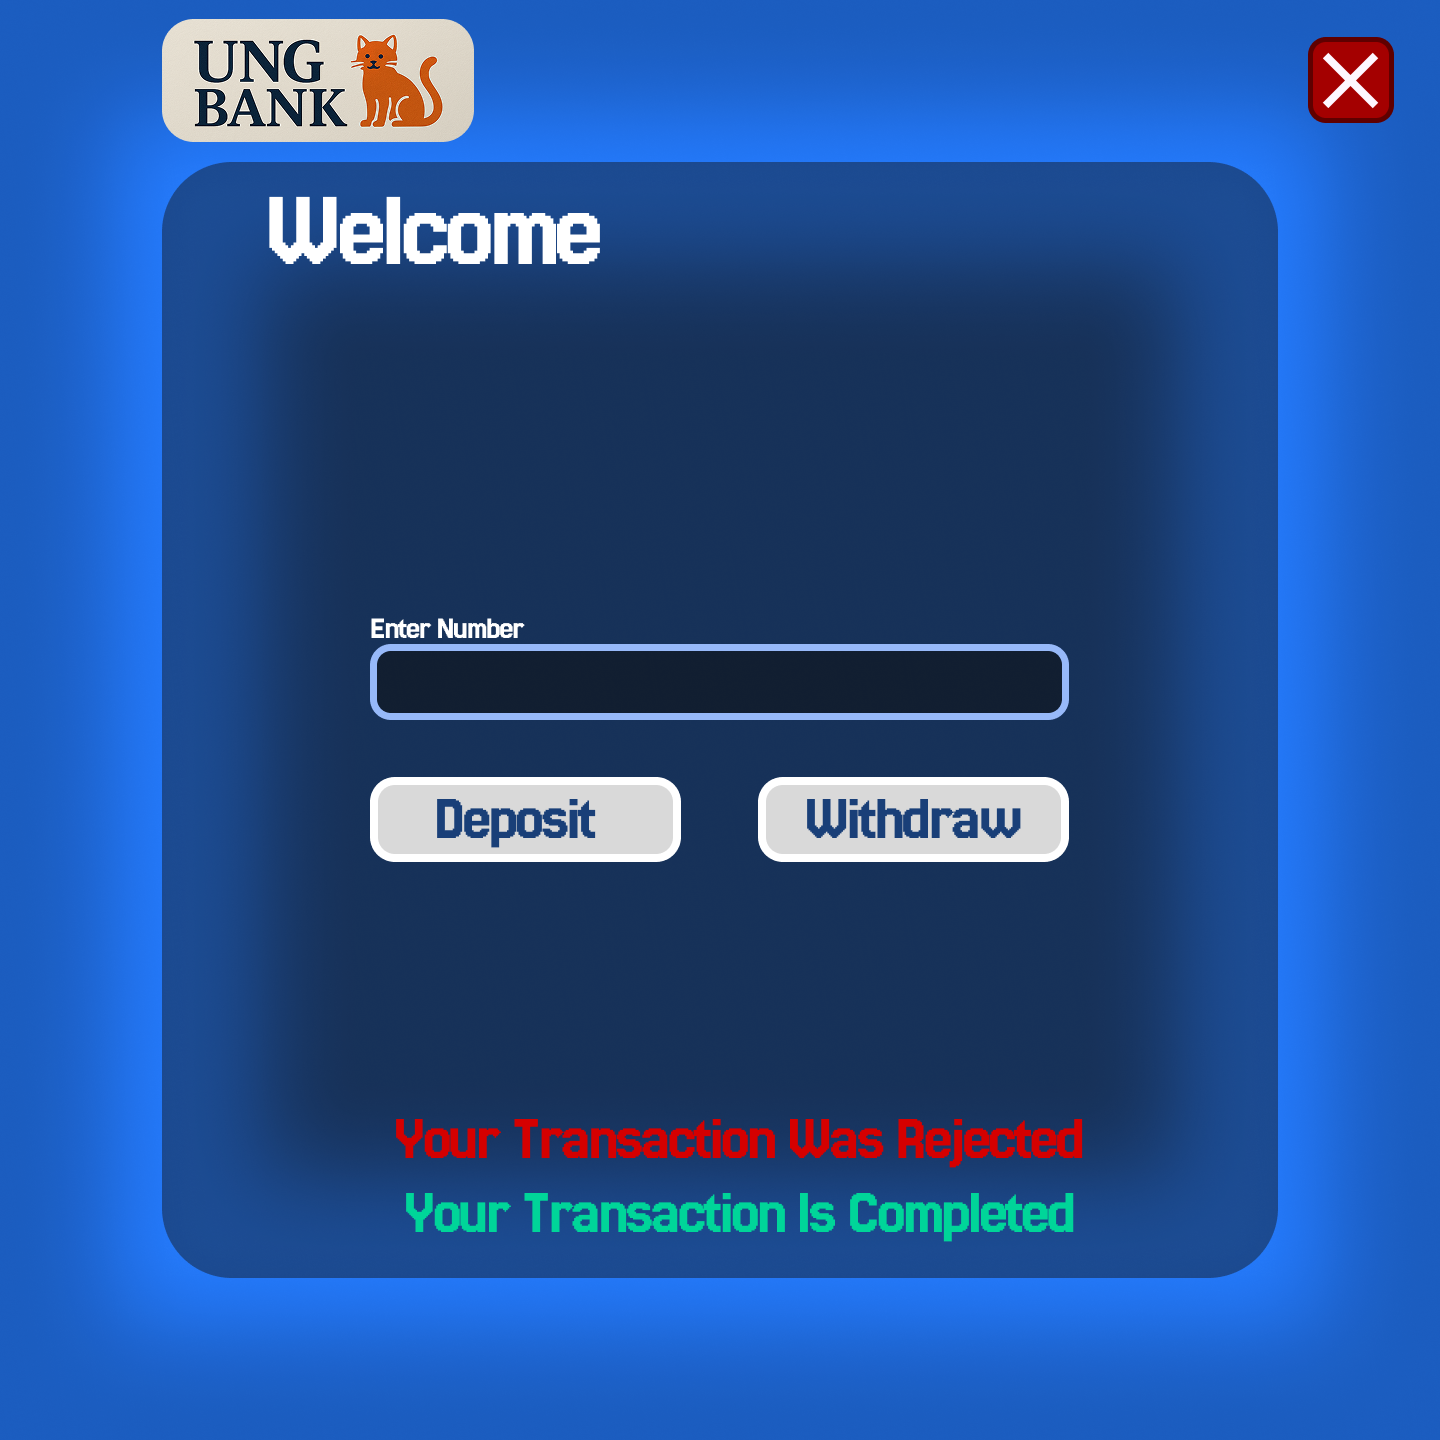 UNG
BANK
Welcome
Enter Number
Deposit
Withdraw
Your Transaction Was Rejected
Your Transaction Is Completed